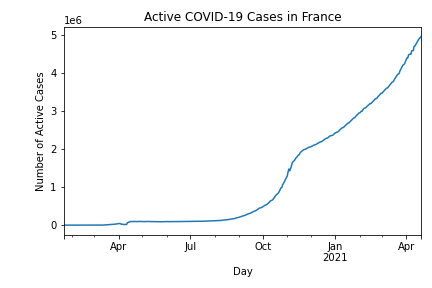 Active COVID-19 Cases in France
1e6
5
4
3
2
1
0
Number of Active Cases
Apr
Jul
Oct
Jan
2021
Apr
Day